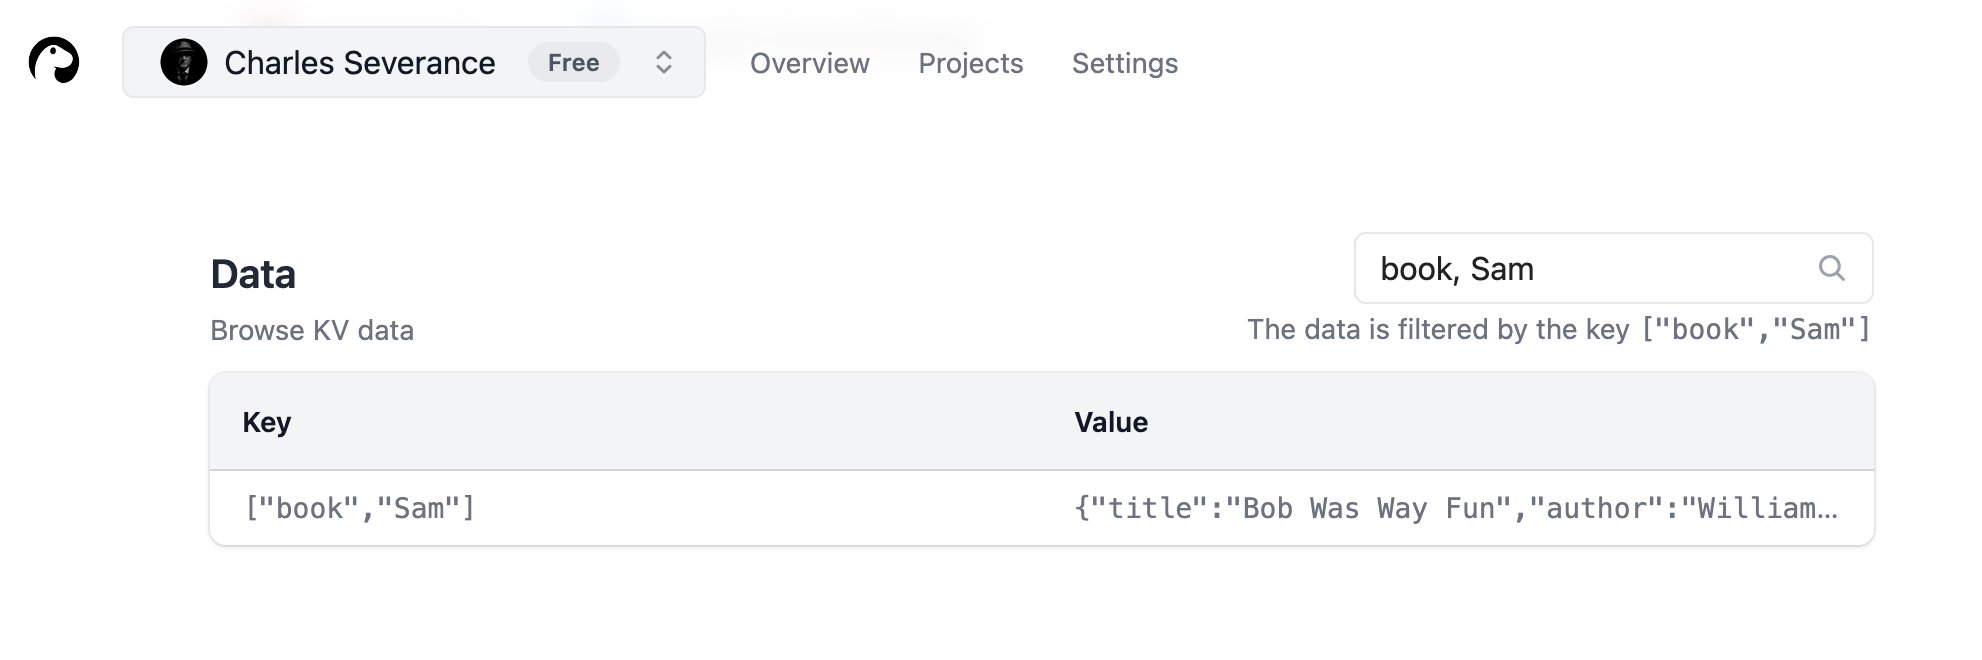 Charles Severance Free Overview Projects Settings
Data
book, Sam
Browse KV data
The data is filtered by the key ["book","Sam"]
Key Value
["book","Sam"] {"title":"Bob Was Way Fun","author":"William…